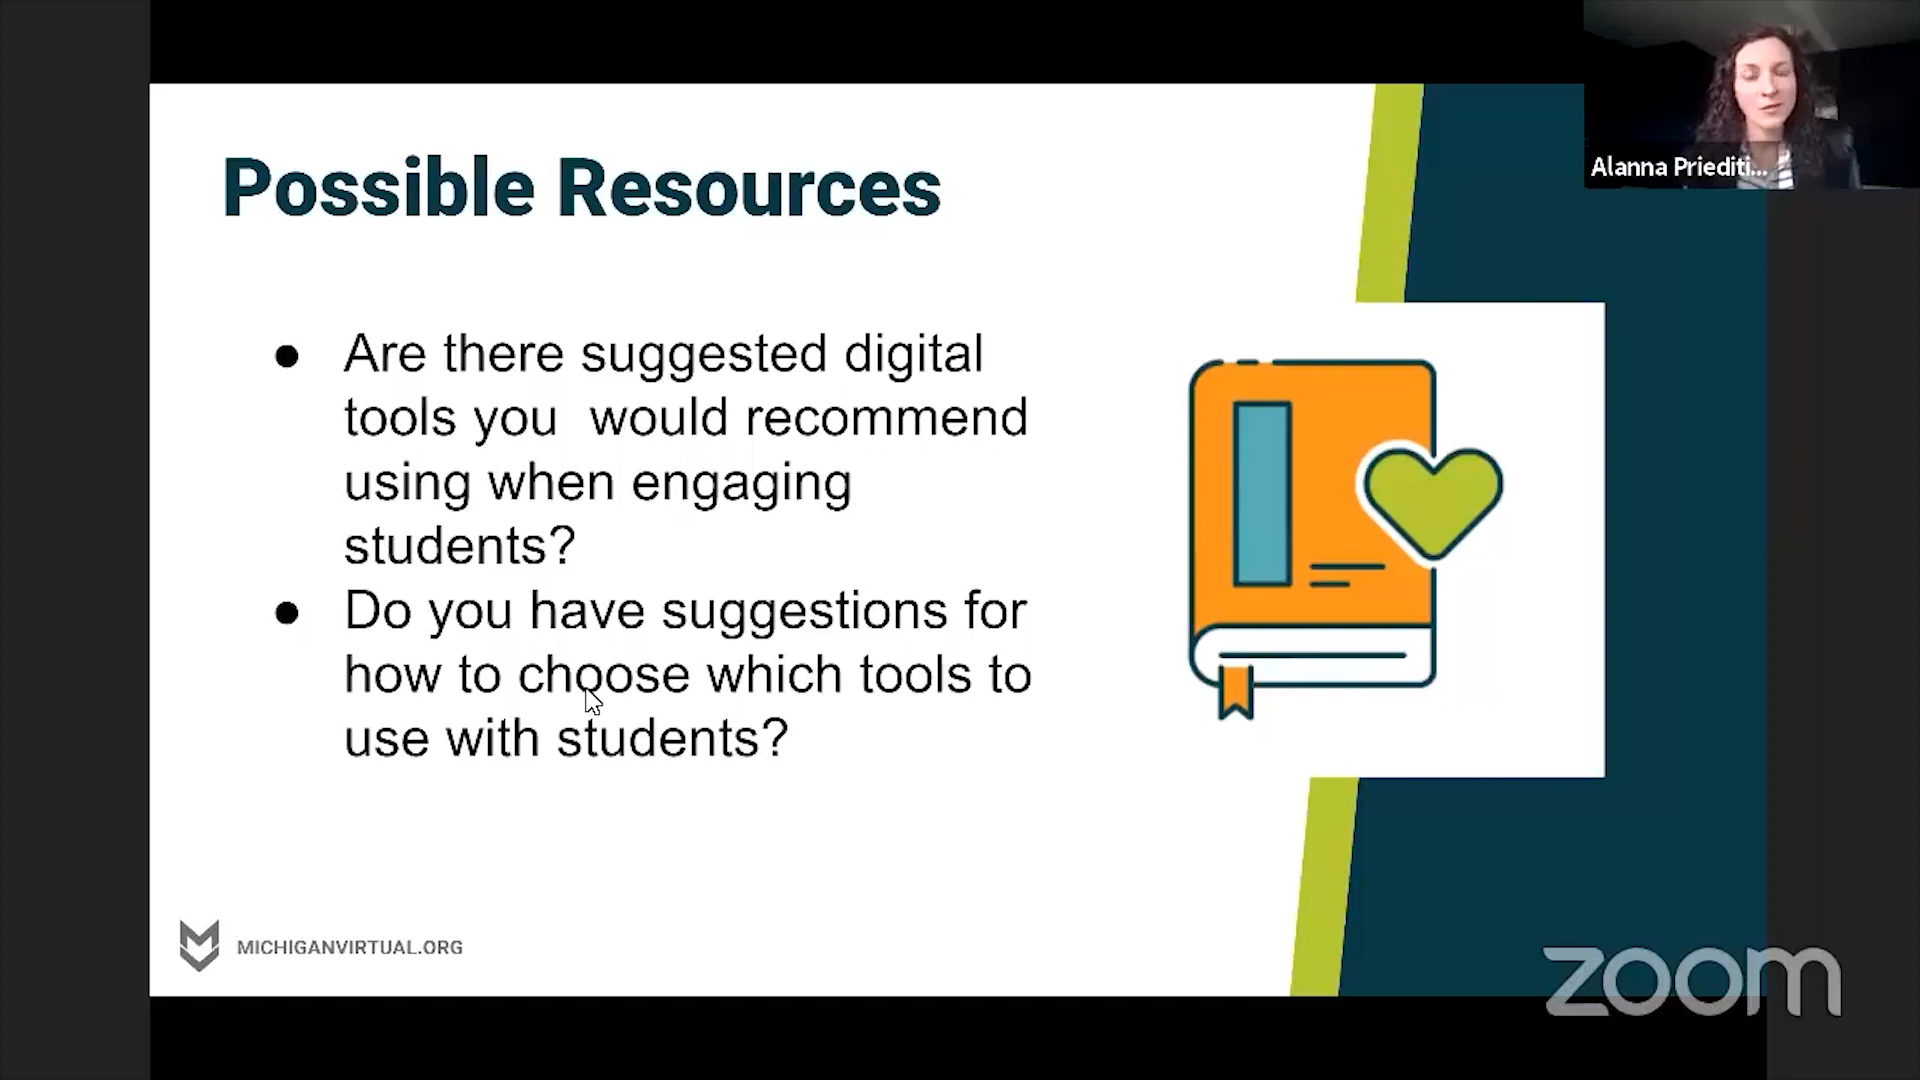 Alanna Priediti...
Possible Resources
● Are there suggested digital
tools you  would recommend
using when engaging
students?
● Do you have suggestions for
how to choose which tools to
use with students?
MICHIGANVIRTUAL.ORG
zoom